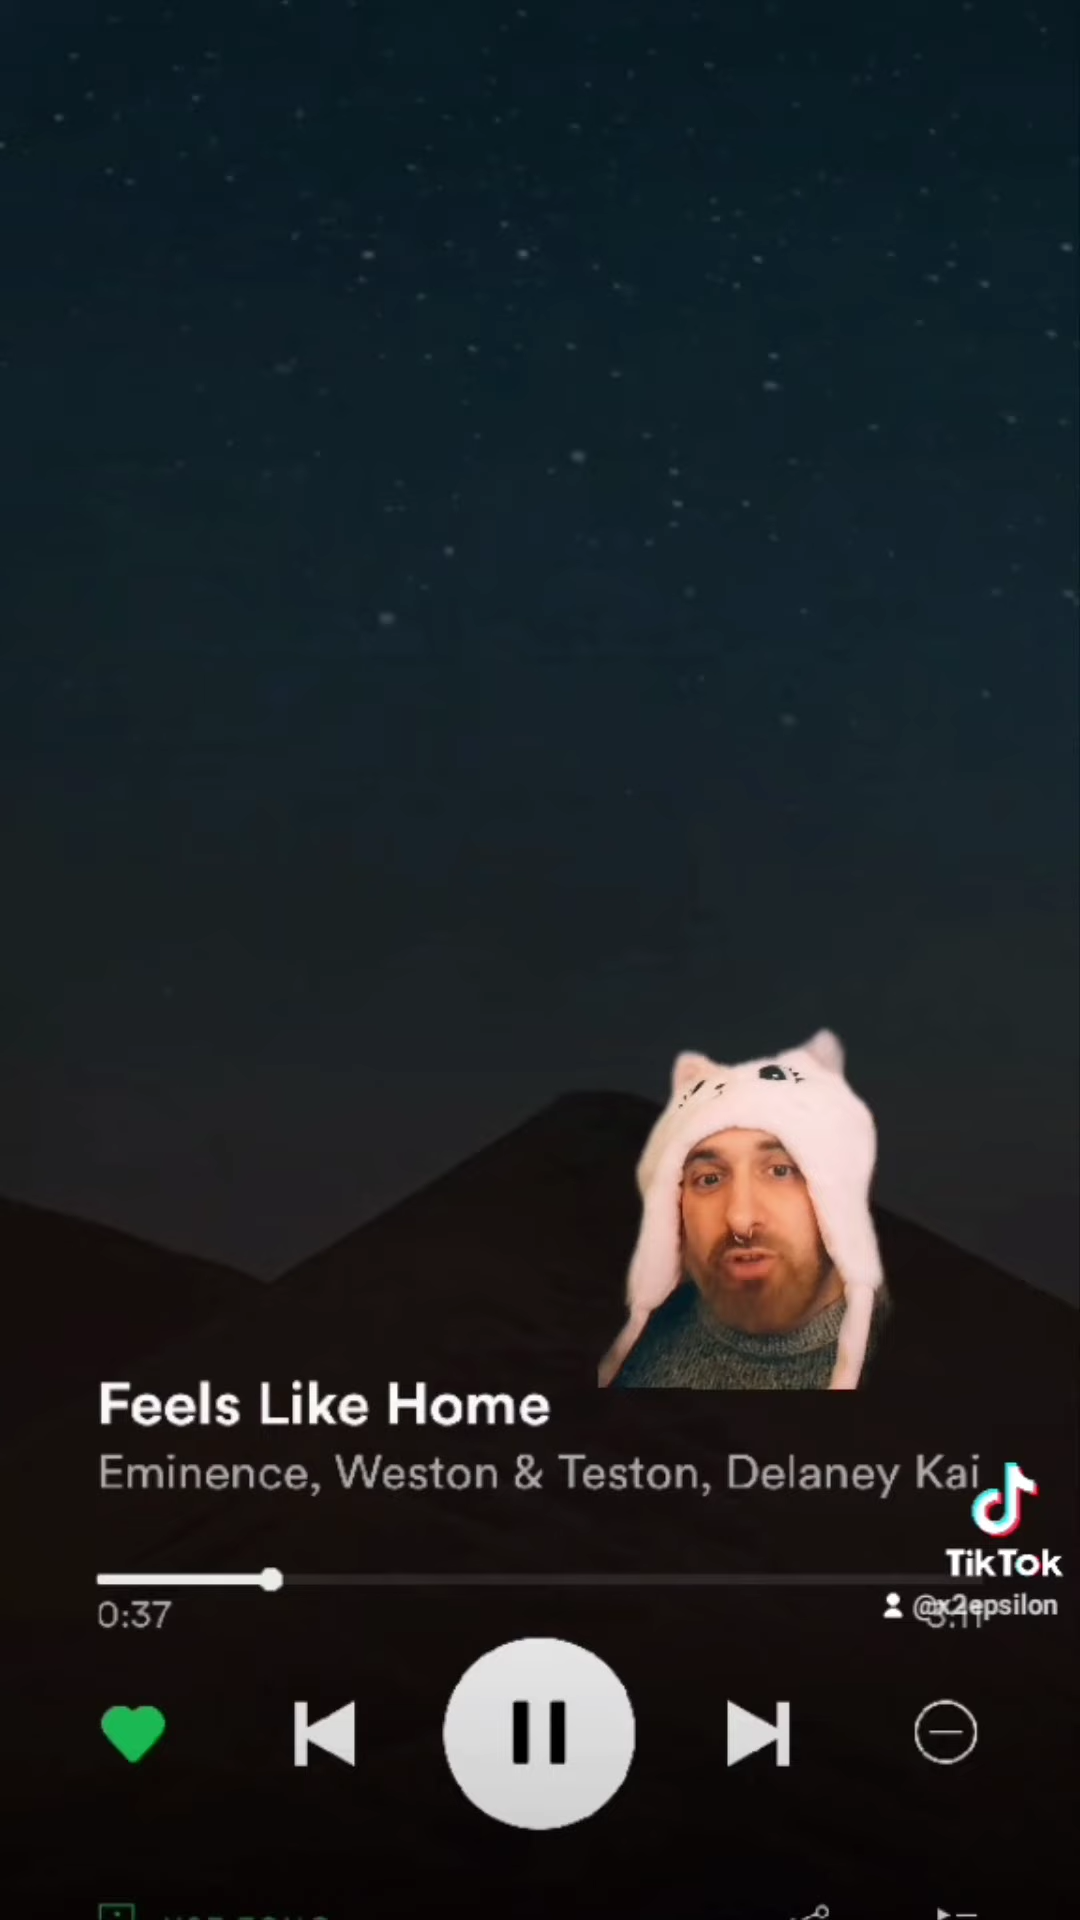 Feels Like Home
Eminence, Weston & Teston, Delaney Kai
TikTok
0:37
@x2epsilon